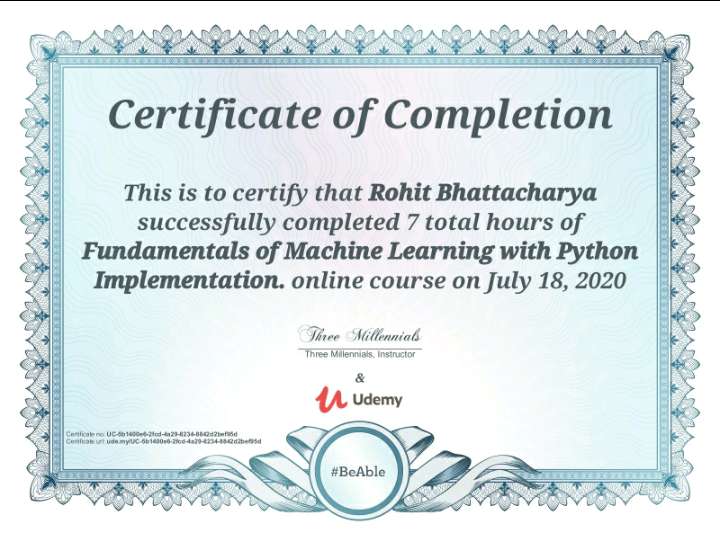 Certificate of Completion
This is to certify that Rohit Bhattacharya
successfully completed 7 total hours of
Fundamentals of Machine Learning with Python
Implementation. online course on July 18, 2020
Three Millennials
Three Millennials, Instructor
&
Udemy
Certificate no: UC-5b1400e6-2fcd-4a29-8234-8842d2bef95d
Certificate url: ude.my/UC-5b1400e6-2fcd-4a29-8234-8842d2bef95d
#BeAble